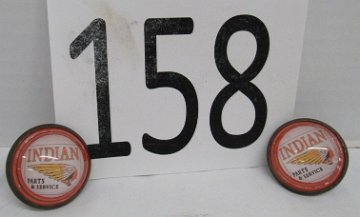 158
INDIAN
PARTS
& SERVICE
INDIAN
PARTS
& SERVICE